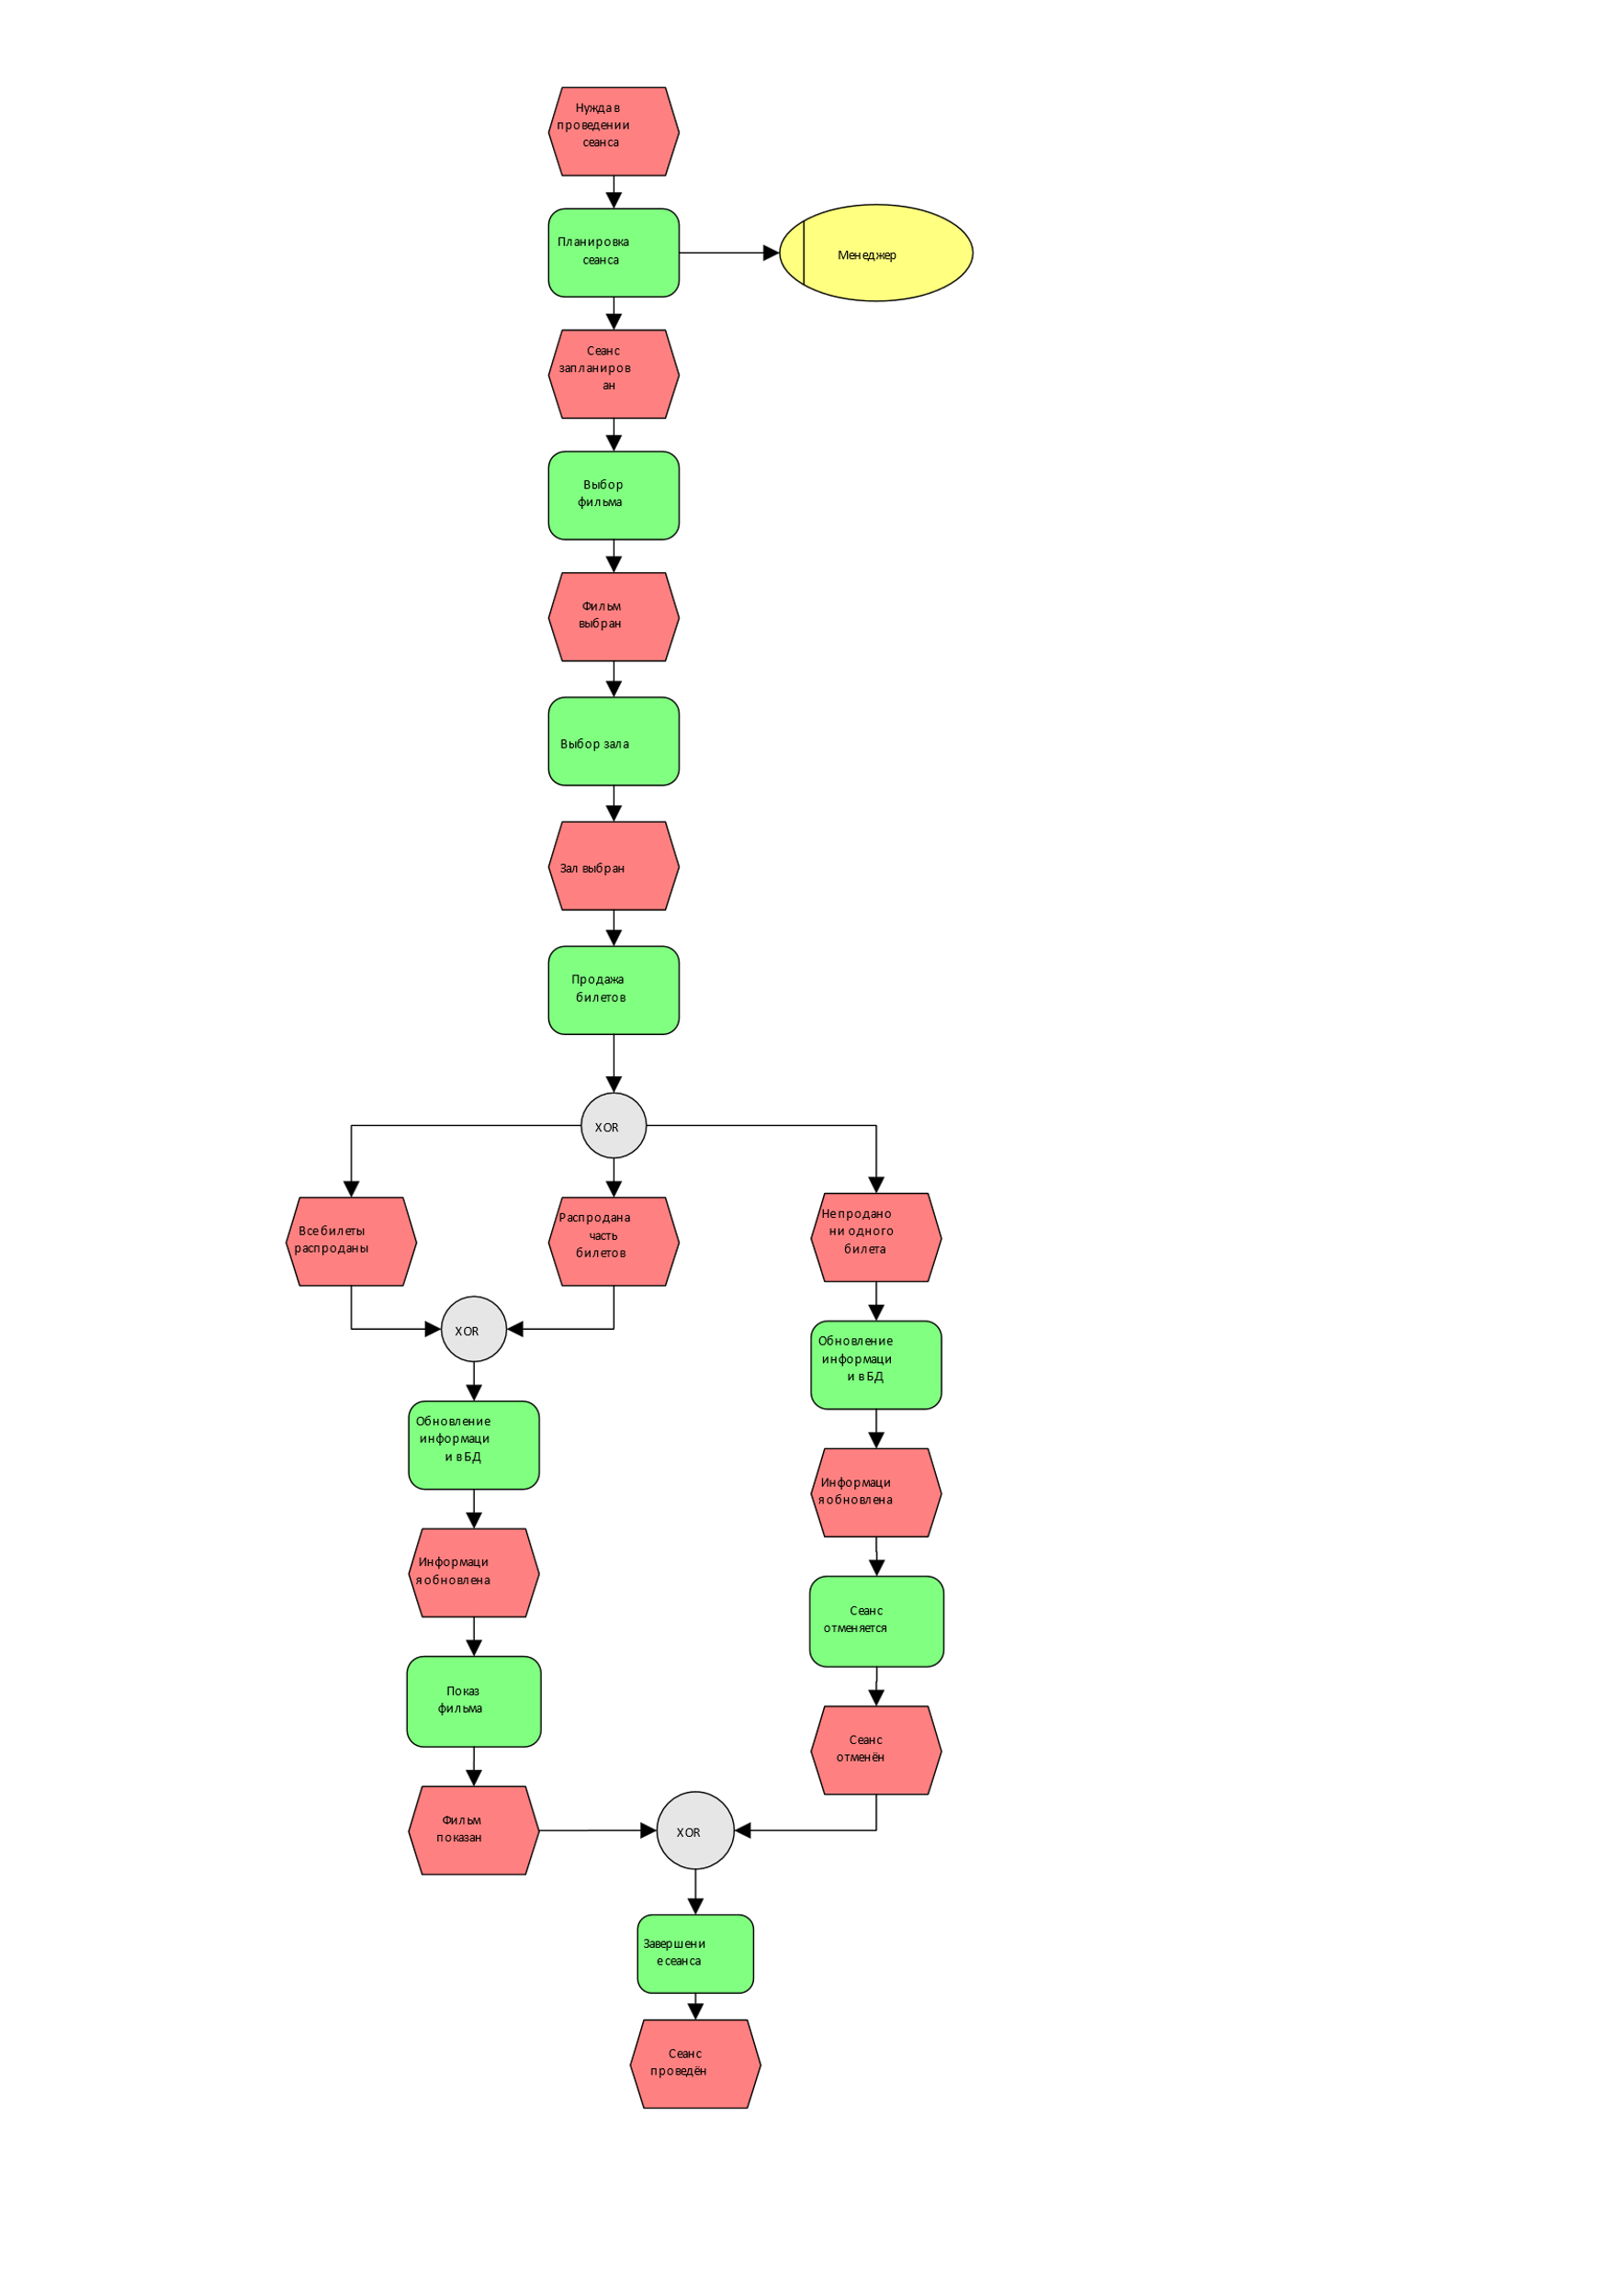 Нужда в
проведении
сеанса
Планировка
сеанса
Менеджер
Сеанс
запланиров
ан
Выбор
фильма
Фильм
выбран
Выбор зала
Зал выбран
Продажа
билетов
XOR
Все билеты
распроданы
Распродана
часть
билетов
Не продано
ни одного
билета
XOR
Обновление
информаци
и в БД
Обновление
информаци
и в БД
Информаци
я обновлена
Информаци
я обновлена
Сеанс
отменяется
Показ
фильма
Сеанс
отменён
Фильм
показан
XOR
Завершени
е сеанса
Сеанс
проведён